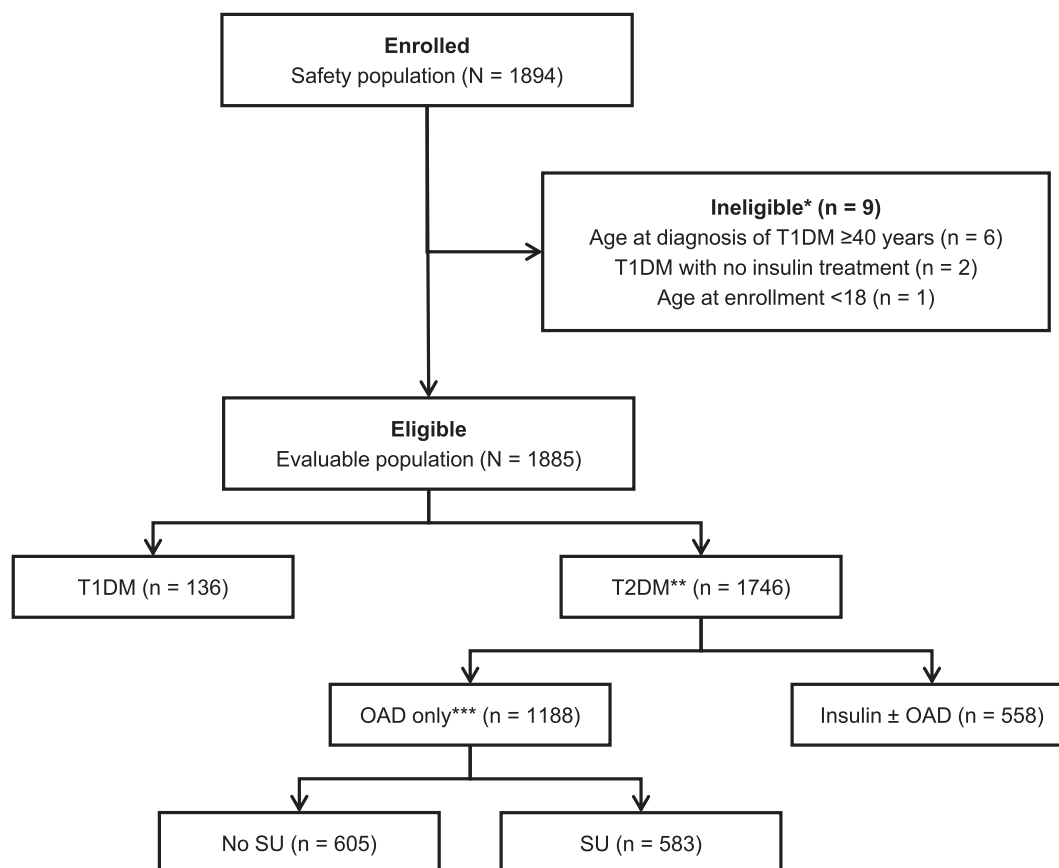 Enrolled
Safety population (N = 1894)
Ineligible* (n = 9)
Age at diagnosis of T1DM ≥40 years (n = 6)
T1DM with no insulin treatment (n = 2)
Age at enrollment <18 (n = 1)
Eligible
Evaluable population (N = 1885)
T1DM (n = 136)
T2DM** (n = 1746)
OAD only*** (n = 1188)
Insulin ± OAD (n = 558)
No SU (n = 605)
SU (n = 583)